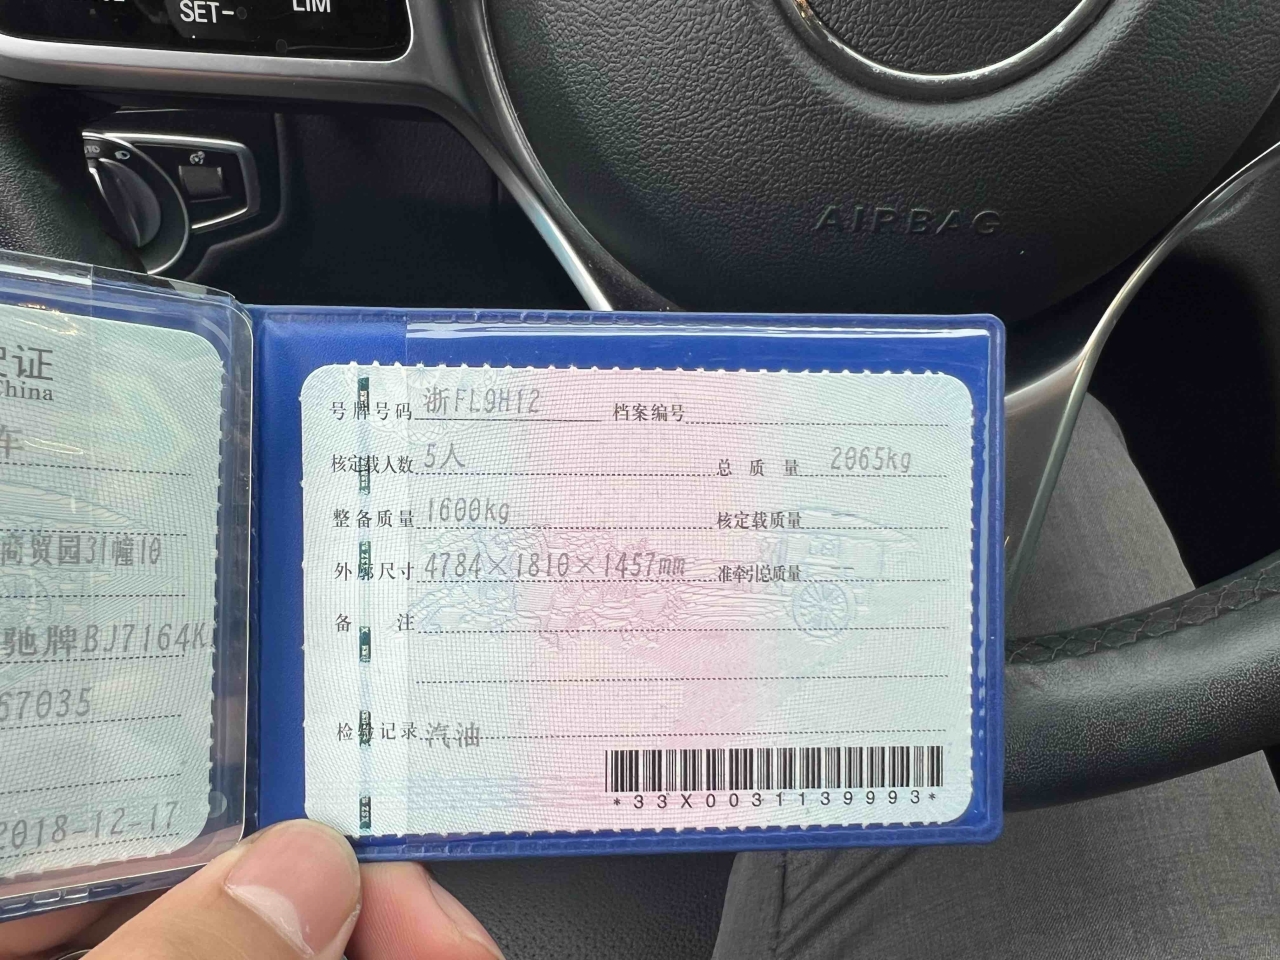 SET-
LIM
AIRBAG
证
China
车
商贸园31幢10
驰牌BJ7164K
67035
2018-12-17
号牌号码 浙FL9H12 档案编号
核定载人数 5人 总质量 2065kg
整备质量 1600kg 核定载质量
外廓尺寸 4784×1810×1457mm 准牵引总质量 --
备注
检验记录 汽油
*33X0031139993*